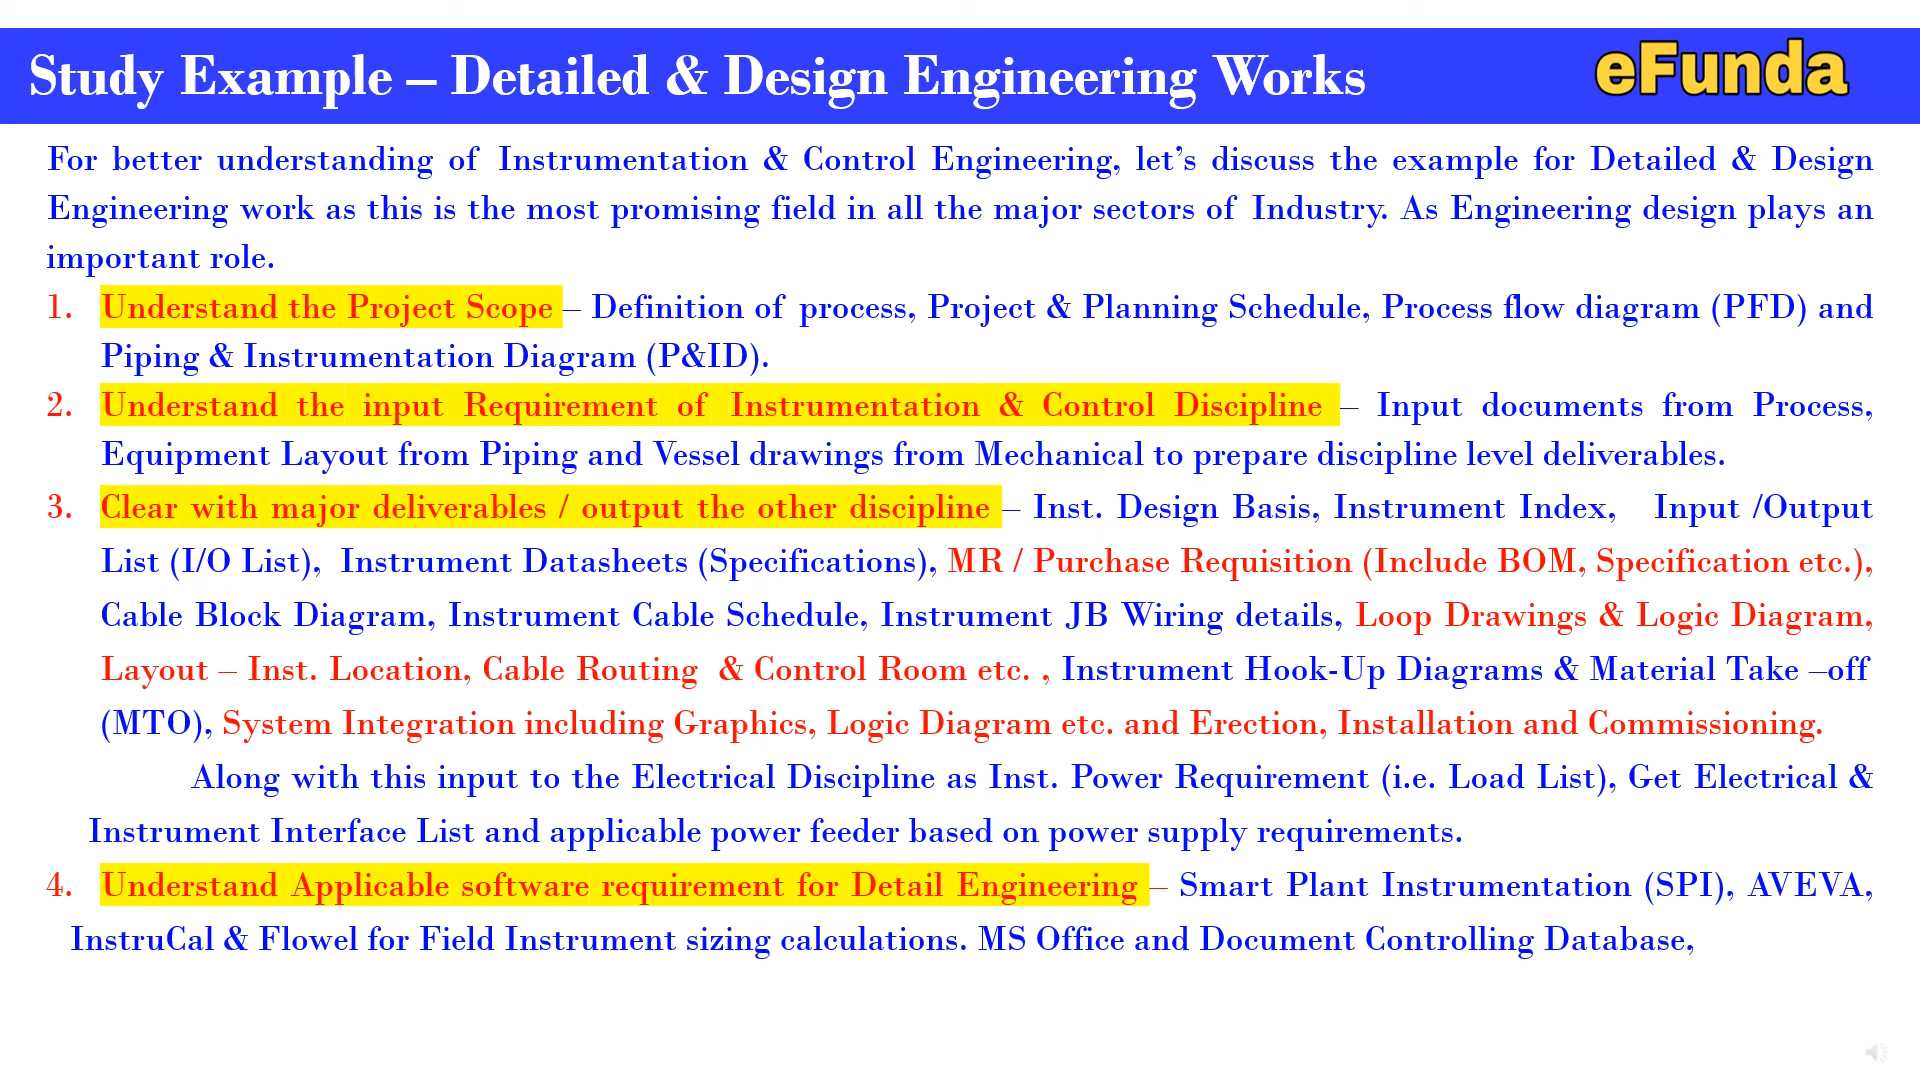 Study Example – Detailed & Design Engineering Works
eFunda
For better understanding of Instrumentation & Control Engineering, let’s discuss the example for Detailed & Design
Engineering work as this is the most promising field in all the major sectors of Industry. As Engineering design plays an
important role.
1. Understand the Project Scope – Definition of process, Project & Planning Schedule, Process flow diagram (PFD) and
Piping & Instrumentation Diagram (P&ID).
2. Understand the input Requirement of Instrumentation & Control Discipline – Input documents from Process,
Equipment Layout from Piping and Vessel drawings from Mechanical to prepare discipline level deliverables.
3. Clear with major deliverables / output the other discipline – Inst. Design Basis, Instrument Index, Input /Output
List (I/O List), Instrument Datasheets (Specifications), MR / Purchase Requisition (Include BOM, Specification etc.),
Cable Block Diagram, Instrument Cable Schedule, Instrument JB Wiring details, Loop Drawings & Logic Diagram,
Layout – Inst. Location, Cable Routing & Control Room etc. , Instrument Hook-Up Diagrams & Material Take –off
(MTO), System Integration including Graphics, Logic Diagram etc. and Erection, Installation and Commissioning.
Along with this input to the Electrical Discipline as Inst. Power Requirement (i.e. Load List), Get Electrical &
Instrument Interface List and applicable power feeder based on power supply requirements.
4. Understand Applicable software requirement for Detail Engineering – Smart Plant Instrumentation (SPI), AVEVA,
InstruCal & Flowel for Field Instrument sizing calculations. MS Office and Document Controlling Database,